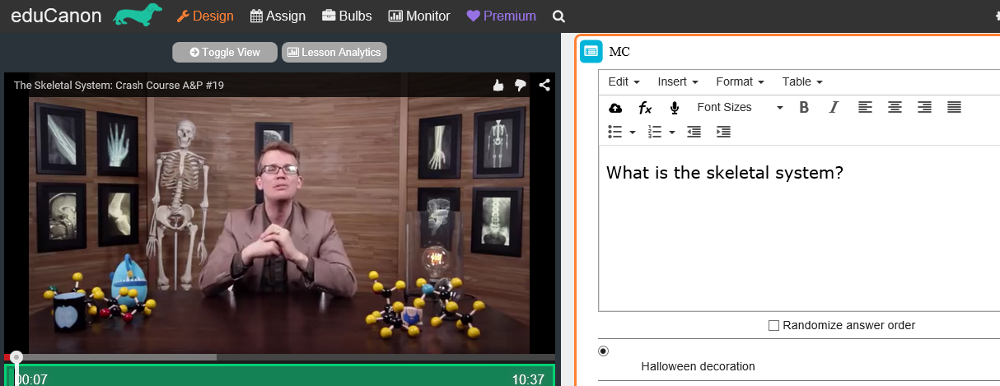 eduCanon Design Assign Bulbs Monitor Premium
Toggle View Lesson Analytics
The Skeletal System: Crash Course A&P #19
00:07 10:37
MC
Edit Insert Format Table
fx Font Sizes B I
What is the skeletal system?
Randomize answer order
Halloween decoration